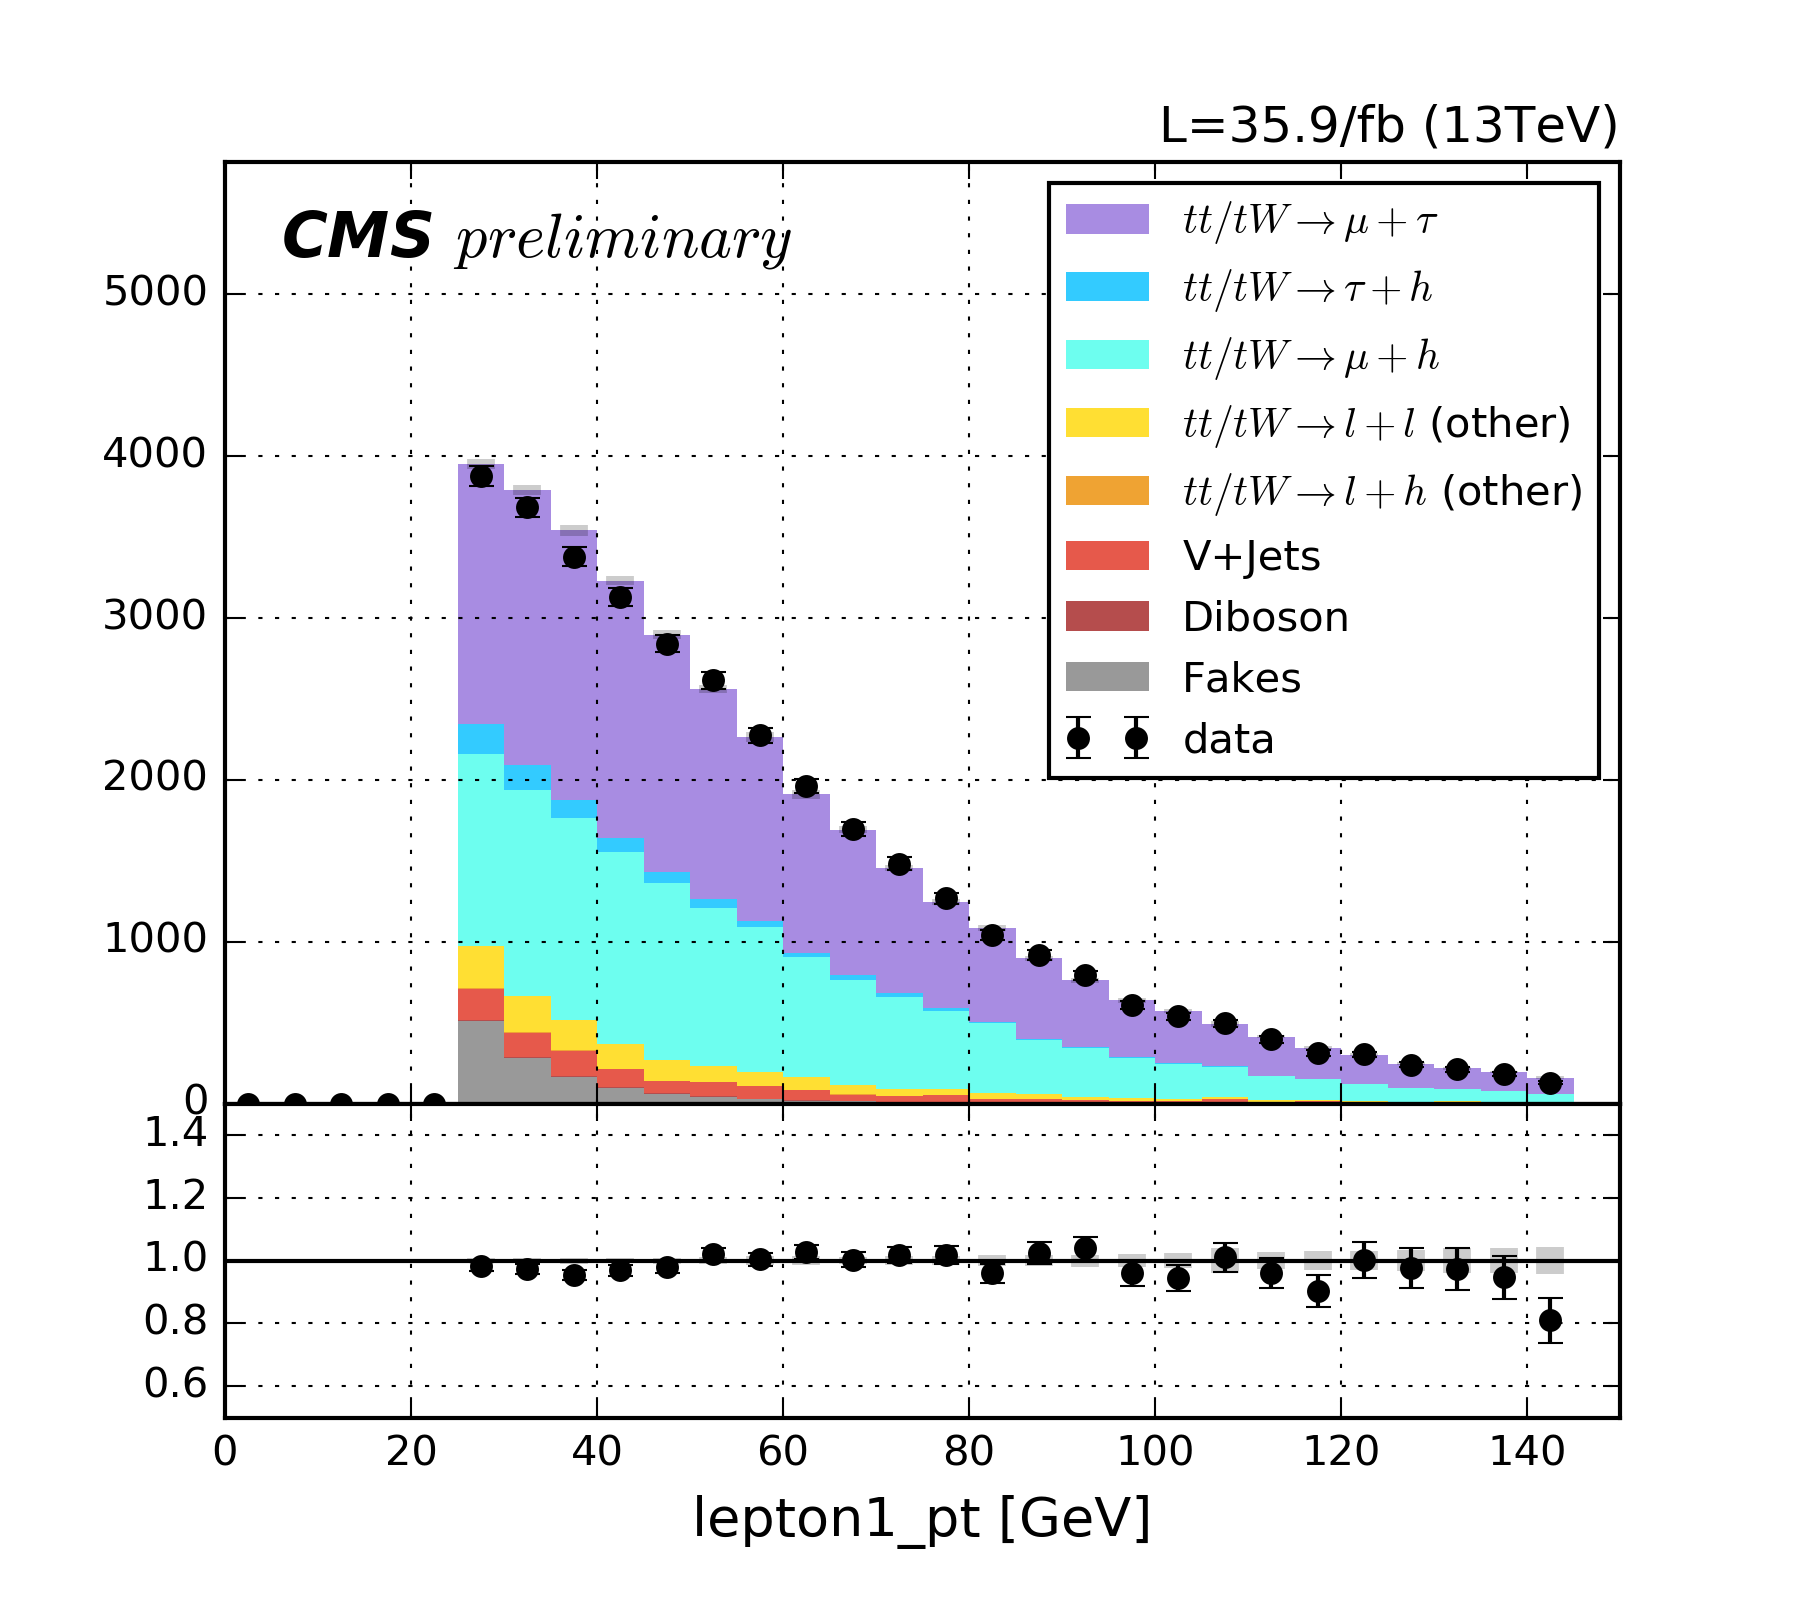 L=35.9/fb (13TeV)
CMS preliminary
tt/tW → μ + τ
tt/tW → τ + h
tt/tW → μ + h
tt/tW → l + l (other)
tt/tW → l + h (other)
V+Jets
Diboson
Fakes
data
5000
4000
3000
2000
1000
0
1.4
1.2
1.0
0.8
0.6
0 20 40 60 80 100 120 140
lepton1_pt [GeV]